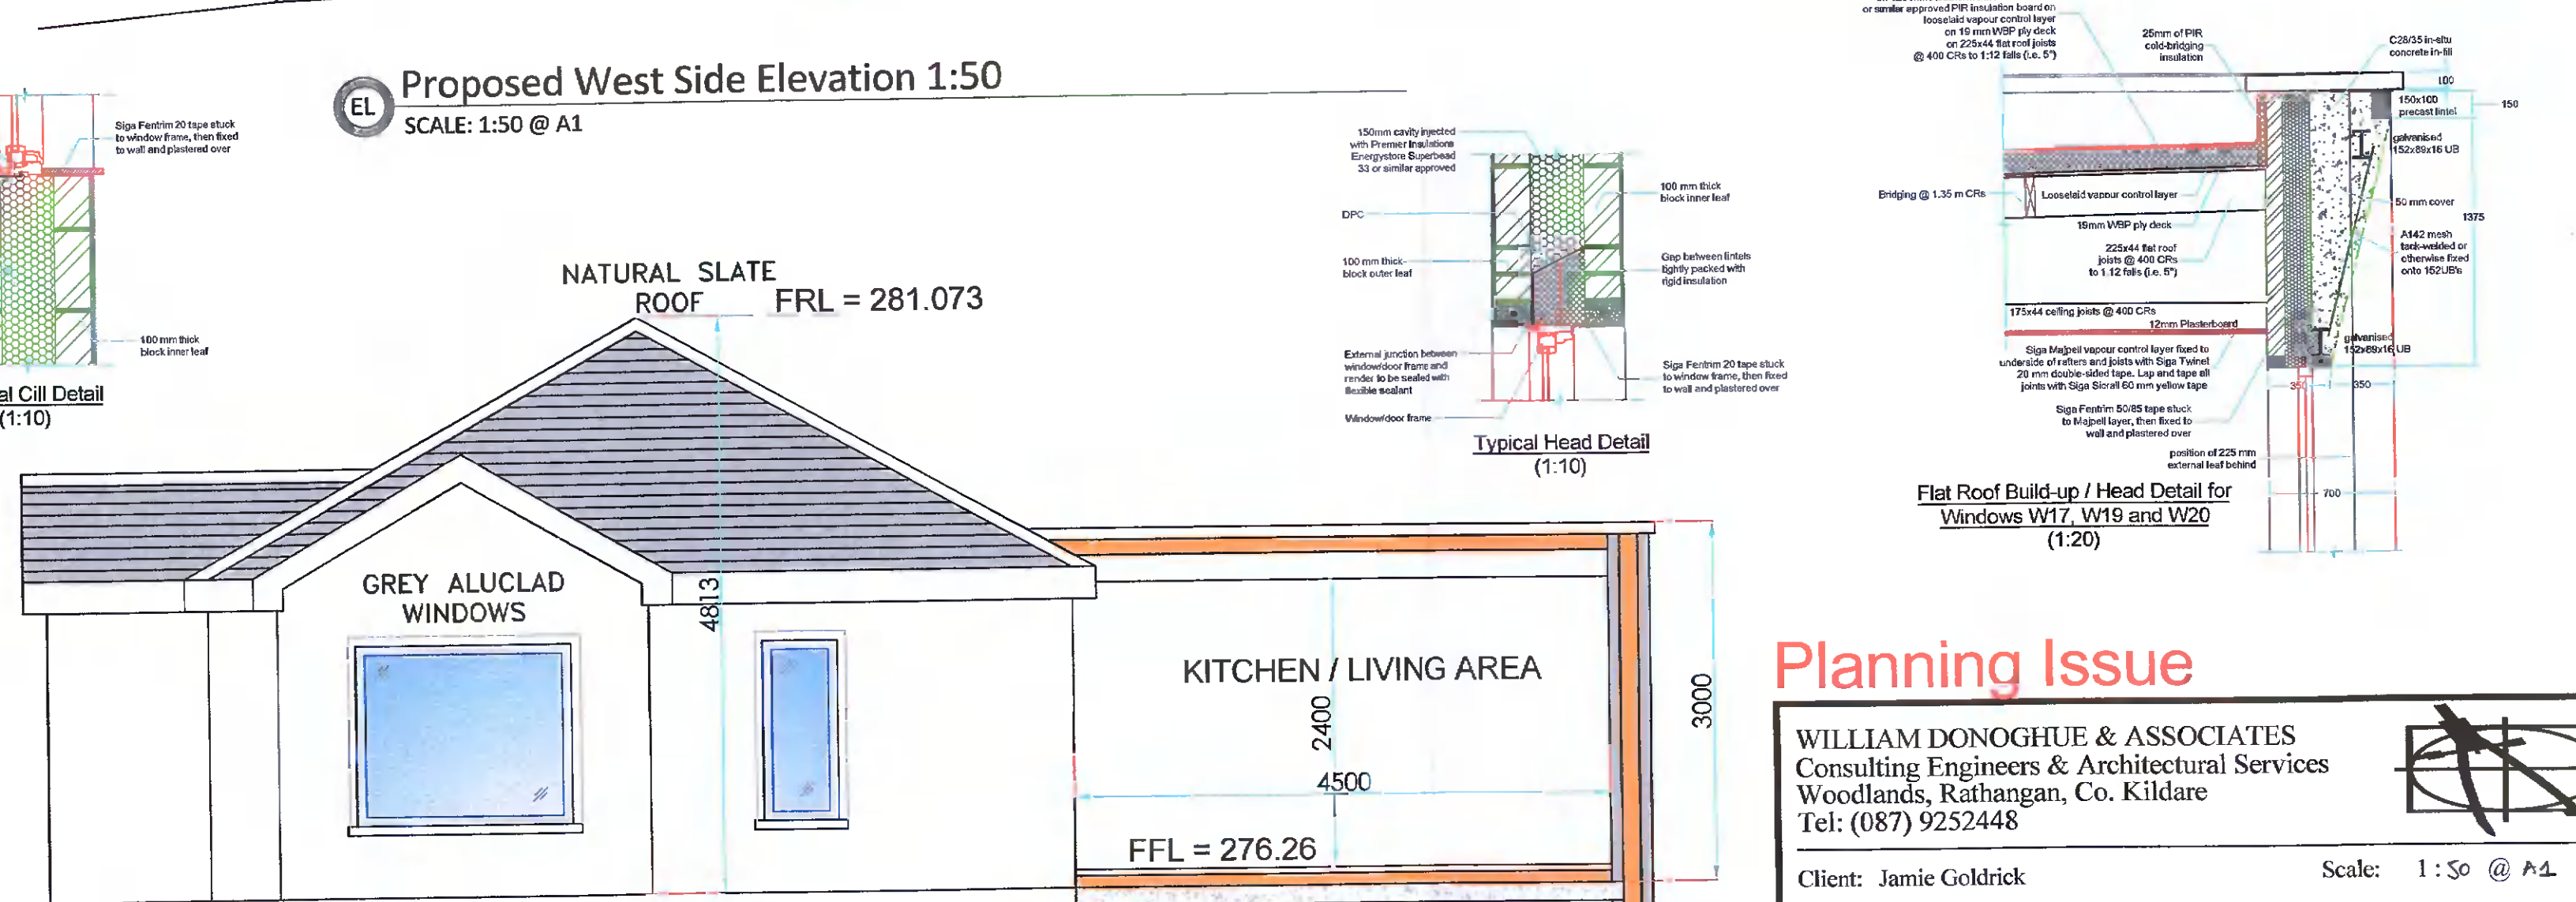 Proposed West Side Elevation 1:50
EL
SCALE: 1:50 @ A1
Siga Fentrim 20 tape stuck
to window frame, then fixed
to wall and plastered over
100 mm thick
block inner leaf
al Cill Detail
(1:10)
NATURAL SLATE
ROOF
FRL = 281.073
GREY ALUCLAD
WINDOWS
4813
KITCHEN / LIVING AREA
2400
4500
FFL = 276.26
3000
150mm cavity injected
with Premier Insulations
Energystore Superbead
33 or similar approved
DPC
100 mm thick
block outer leaf
External junction between
window/door frame and
render to be sealed with
flexible sealant
Window/door frame
100 mm thick
block inner leaf
Gap between lintels
tightly packed with
rigid insulation
Siga Fentrim 20 tape stuck
to window frame, then fixed
to wall and plastered over
Typical Head Detail
(1:10)
or similar approved PIR insulation board on
looselaid vapour control layer
on 19 mm WBP ply deck
on 225x44 flat roof joists
@ 400 CRs to 1:12 falls (i.e. 5°)
25mm of PIR
cold-bridging
insulation
C28/35 in-situ
concrete in-fill
100
150
150x100
precast lintel
galvanised
152x89x16 UB
Bridging @ 1.35 m CRs
Looselaid vapour control layer
19mm WBP ply deck
225x44 flat roof
joists @ 400 CRs
to 1:12 falls (i.e. 5°)
50 mm cover
1375
A142 mesh
tack-welded or
otherwise fixed
onto 152UB's
175x44 ceiling joists @ 400 CRs
12mm Plasterboard
galvanised
152x89x16 UB
Siga Majpell vapour control layer fixed to
underside of rafters and joists with Siga Twinet
20 mm double-sided tape. Lap and tape all
joints with Siga Sicrall 60 mm yellow tape
350
350
Siga Fentrim 50/85 tape stuck
to Majpell layer, then fixed to
wall and plastered over
position of 225 mm
external leaf behind
700
Flat Roof Build-up / Head Detail for
Windows W17, W19 and W20
(1:20)
Planning Issue
WILLIAM DONOGHUE & ASSOCIATES
Consulting Engineers & Architectural Services
Woodlands, Rathangan, Co. Kildare
Tel: (087) 9252448
Client: Jamie Goldrick
Scale: 1:50 @ A1